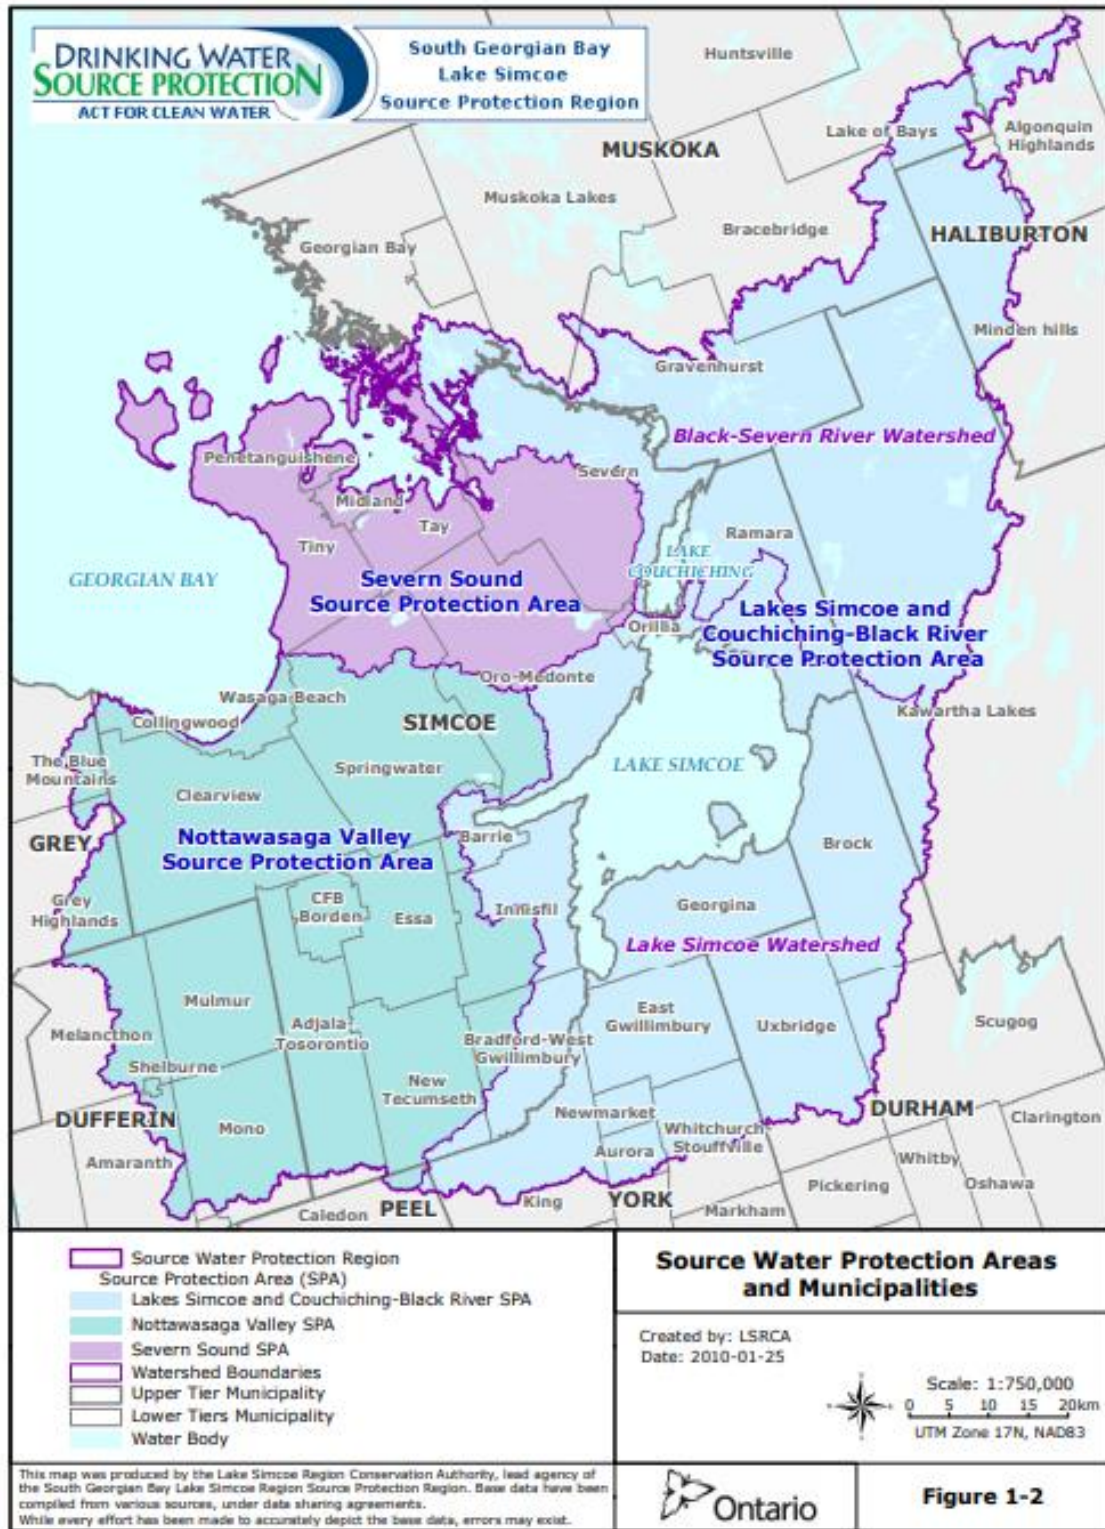 DRINKING WATER
SOURCE PROTECTION
ACT FOR CLEAN WATER
South Georgian Bay
Lake Simcoe
Source Protection Region
Huntsville
Lake of Bays
Algonquin
Highlands
MUSKOKA
Muskoka Lakes
Bracebridge
HALIBURTON
Georgian Bay
Minden hills
Gravenhurst
Black-Severn River Watershed
Penetanguishene
Severn
Midland
Tay
Ramara
Tiny
LAKE
COUCHICHING
GEORGIAN BAY
Severn Sound
Source Protection Area
Lakes Simcoe and
Couchiching-Black River
Source Protection Area
Orillia
Oro-Medonte
Wasaga Beach
Collingwood
SIMCOE
Kawartha Lakes
The Blue
Mountains
Springwater
LAKE SIMCOE
Clearview
GREY
Nottawasaga Valley
Source Protection Area
Barrie
Brock
Grey
Highlands
CFB
Borden
Essa
Innisfil
Georgina
Lake Simcoe Watershed
Mulmur
East
Gwillimbury
Uxbridge
Scugog
Melancthon
Adjala-
Tosorontio
Bradford-West
Gwillimbury
Shelburne
New
Tecumseth
DUFFERIN
Mono
Newmarket
Whitchurch-
Stouffville
DURHAM
Clarington
Amaranth
Aurora
Whitby
Oshawa
Pickering
Caledon
PEEL
King
YORK
Markham
Source Water Protection Region
Source Protection Area (SPA)
Lakes Simcoe and Couchiching-Black River SPA
Nottawasaga Valley SPA
Severn Sound SPA
Watershed Boundaries
Upper Tier Municipality
Lower Tiers Municipality
Water Body
Source Water Protection Areas
and Municipalities
Created by: LSRCA
Date: 2010-01-25
Scale: 1:750,000
0 5 10 15 20km
UTM Zone 17N, NAD83
This map was produced by the Lake Simcoe Region Conservation Authority, lead agency of
the South Georgian Bay Lake Simcoe Region Source Protection Region. Base data have been
compiled from various sources, under data sharing agreements.
While every effort has been made to accurately depict the base data, errors may exist.
Ontario
Figure 1-2